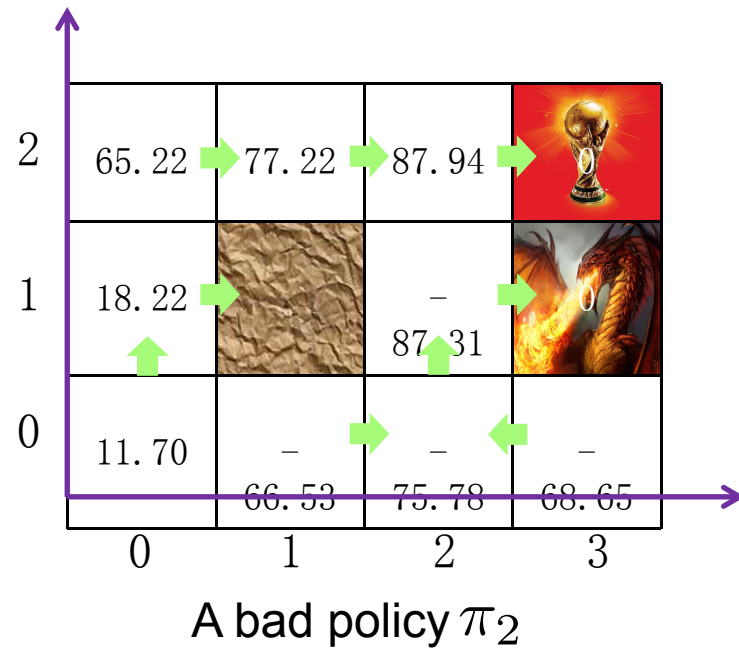 2 65.22 77.22 87.94 0
1 18.22 – 0
87.31
0 11.70 – – –
66.53 75.78 68.65
0 1 2 3
A bad policy π₂